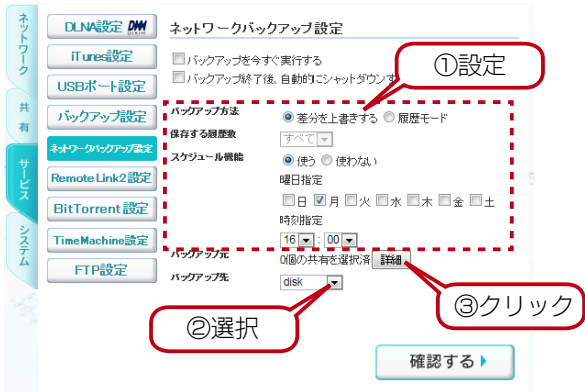 ネットワーク
共有
サービス
システム
DLNA設定 DMM
iTunes設定
USBポート設定
バックアップ設定
ネットワークバックアップ設定
RemoteLink2設定
BitTorrent設定
TimeMachine設定
FTP設定
ネットワークバックアップ設定
バックアップを今すぐ実行する
バックアップ終了後、自動的にシャットダウンす
①設定
バックアップ方法
差分を上書きする 履歴モード
保存する履歴数
すべて
スケジュール機能
使う 使わない
曜日指定
日 月 火 水 木 金 土
時刻指定
16 : 00
バックアップ元
0個の共有を選択済 詳細
バックアップ先
disk
②選択
③クリック
確認する